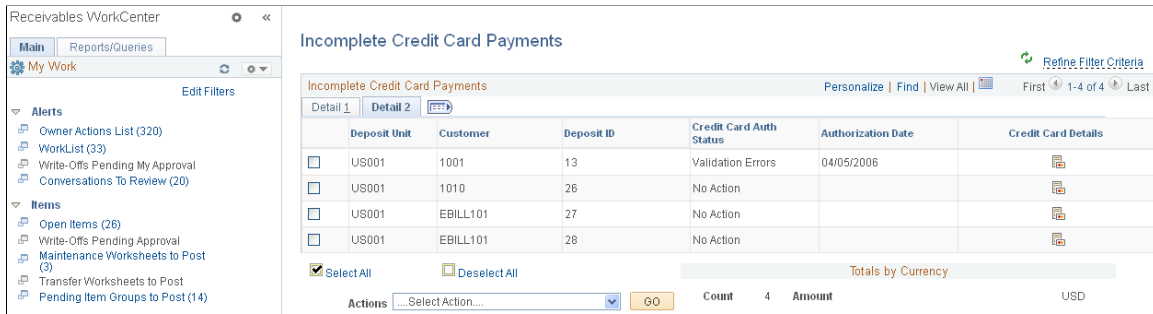 Receivables WorkCenter
Main Reports/Queries
My Work
Edit Filters
Alerts
Owner Actions List (320)
WorkList (33)
Write-Offs Pending My Approval
Conversations To Review (20)
Items
Open Items (26)
Write-Offs Pending Approval
Maintenance Worksheets to Post
(3)
Transfer Worksheets to Post
Pending Item Groups to Post (14)
Incomplete Credit Card Payments
Refine Filter Criteria
Incomplete Credit Card Payments Personalize | Find | View All | First 1-4 of 4 Last
Detail 1 Detail 2
Deposit Unit Customer Deposit ID Credit Card Auth Status Authorization Date Credit Card Details
US001 1001 13 Validation Errors 04/05/2006
US001 1010 26 No Action
US001 EBILL101 27 No Action
US001 EBILL101 28 No Action
Select All Deselect All Totals by Currency
Actions ....Select Action.... GO Count 4 Amount USD